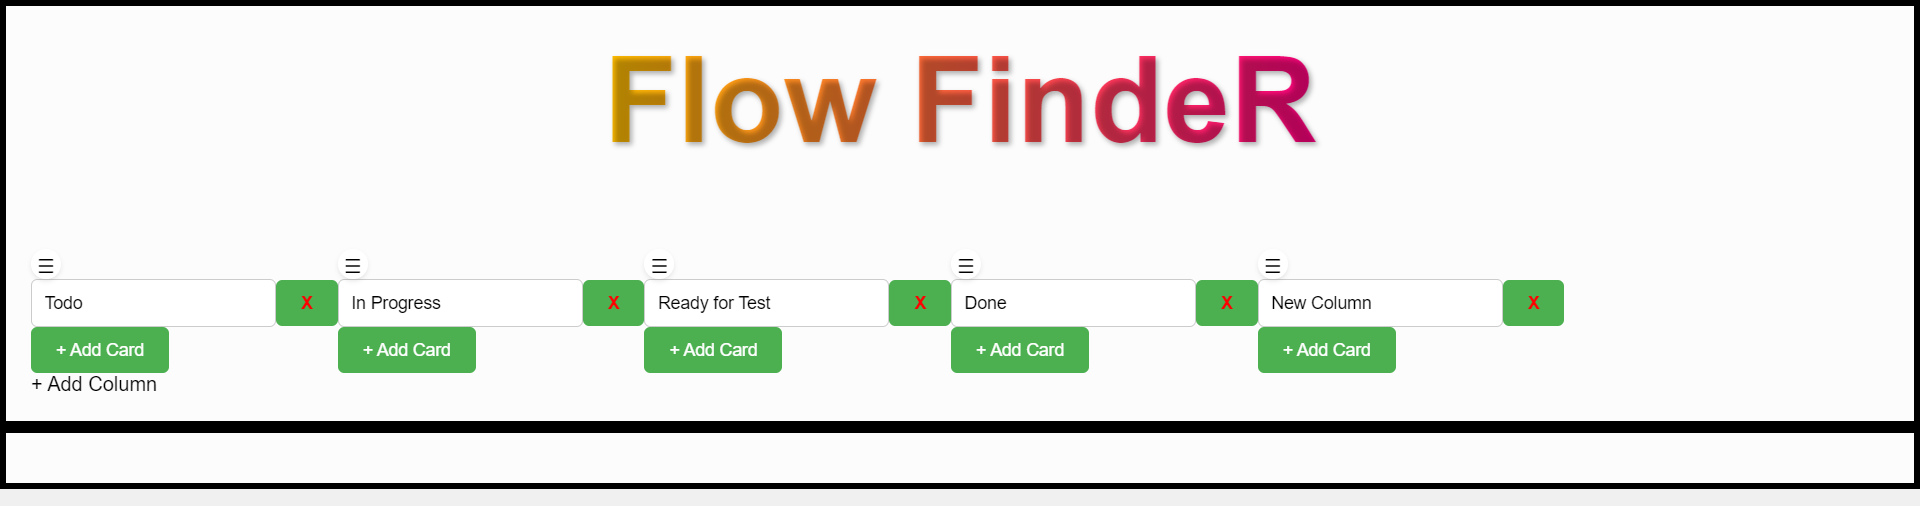 Flow FindeR
☰ ☰ ☰ ☰ ☰
Todo X In Progress X Ready for Test X Done X New Column X
+ Add Card + Add Card + Add Card + Add Card + Add Card
+ Add Column